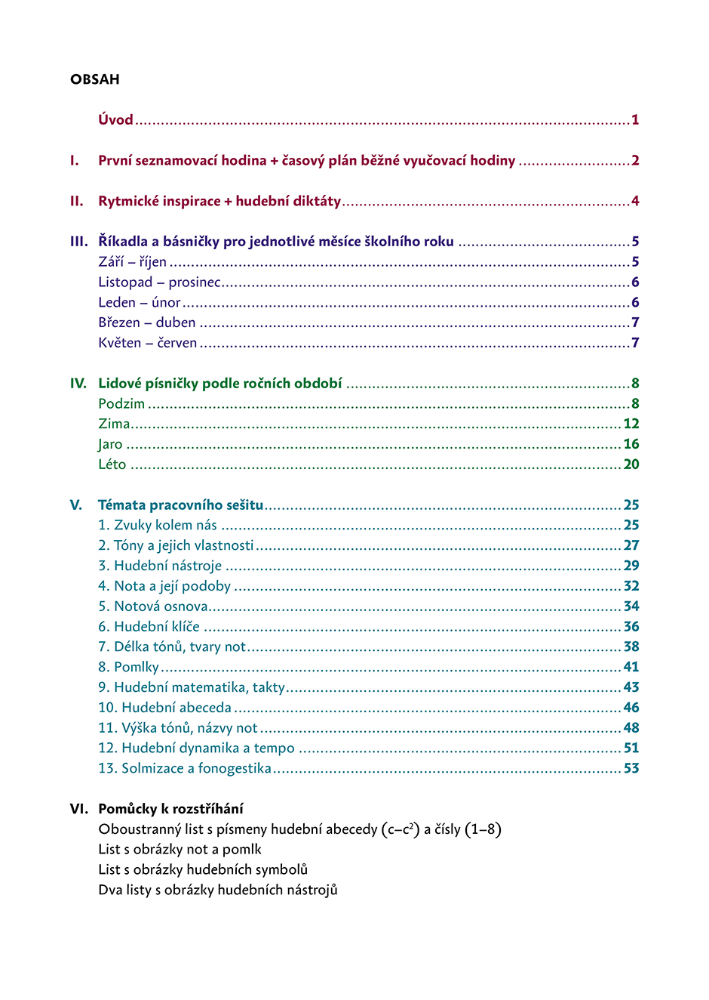 OBSAH
Úvod 1
I. První seznamovací hodina + časový plán běžné vyučovací hodiny 2
II. Rytmické inspirace + hudební diktáty 4
III. Říkadla a básničky pro jednotlivé měsíce školního roku 5
Září – říjen 5
Listopad – prosinec 6
Leden – únor 6
Březen – duben 7
Květen – červen 7
IV. Lidové písničky podle ročních období 8
Podzim 8
Zima 12
Jaro 16
Léto 20
V. Témata pracovního sešitu 25
1. Zvuky kolem nás 25
2. Tóny a jejich vlastnosti 27
3. Hudební nástroje 29
4. Nota a její podoby 32
5. Notová osnova 34
6. Hudební klíče 36
7. Délka tónů, tvary not 38
8. Pomlky 41
9. Hudební matematika, takty 43
10. Hudební abeceda 46
11. Výška tónů, názvy not 48
12. Hudební dynamika a tempo 51
13. Solmizace a fonogestika 53
VI. Pomůcky k rozstříhání
Oboustranný list s písmeny hudební abecedy (c–c²) a čísly (1–8)
List s obrázky not a pomlk
List s obrázky hudebních symbolů
Dva listy s obrázky hudebních nástrojů